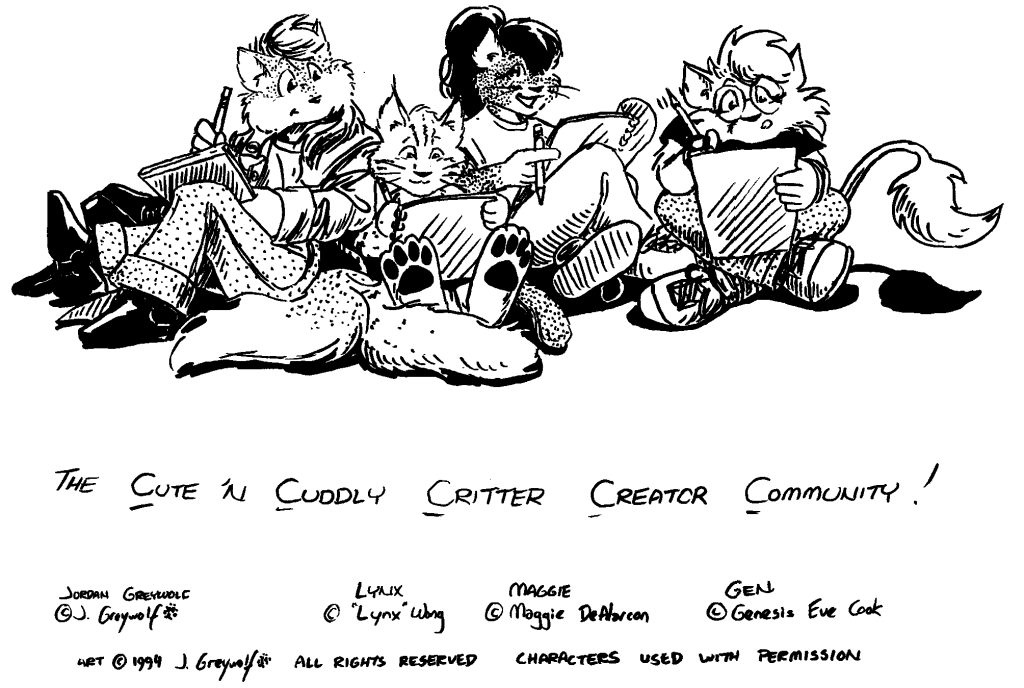 THE CUTE 'N CUDDLY CRITTER CREATOR COMMUNITY!
JORDAN GREYWOLF LYNX MAGGIE GEN
© J. Greywolf © "Lynx" Wong © Maggie DeAlarcon © Genesis Eve Cook
ART © 1994 J. Greywolf ALL RIGHTS RESERVED CHARACTERS USED WITH PERMISSION